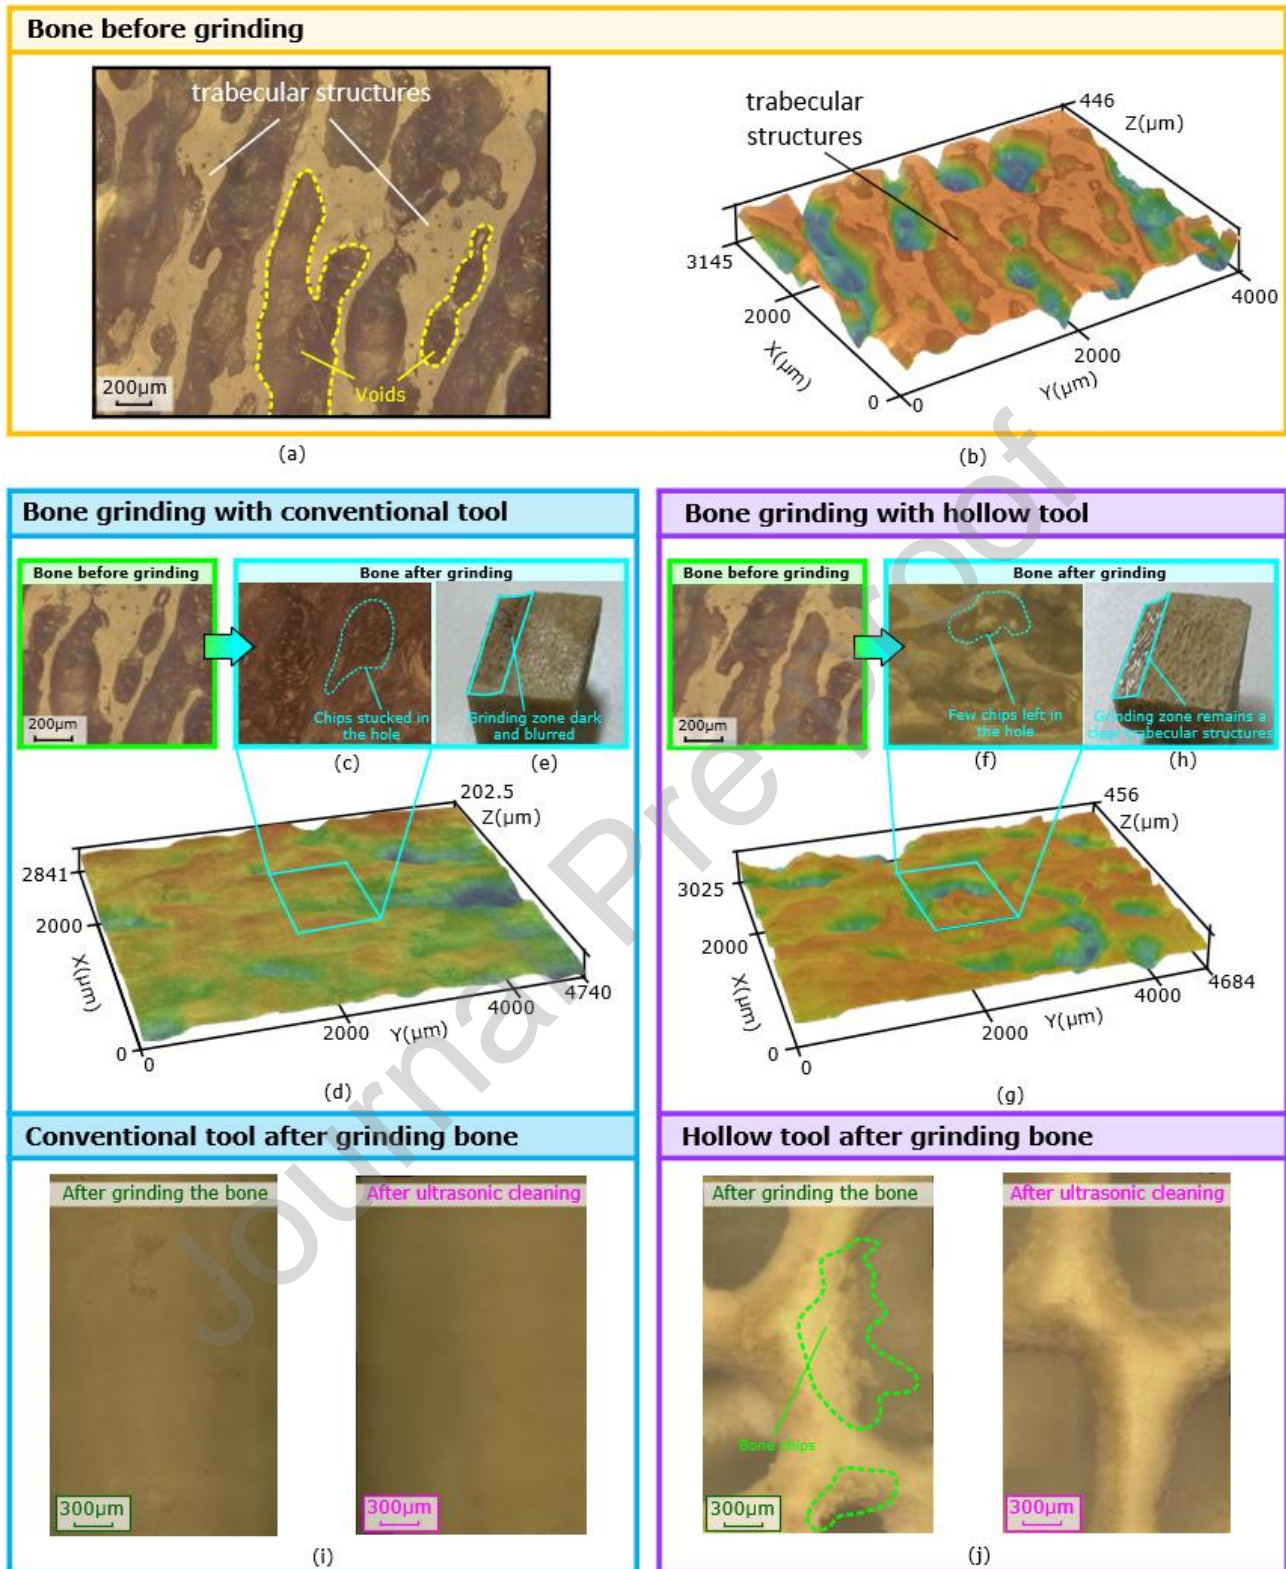 Bone before grinding
trabecular structures
Voids
200μm
(a)
trabecular
structures
446
Z(μm)
3145
2000
X(μm)
0
0
Y(μm)
2000
4000
(b)
Bone grinding with conventional tool
Bone before grinding
200μm
Bone after grinding
Chips stucked in
the hole
(c)
Grinding zone dark
and blurred
(e)
202.5
Z(μm)
2841
2000
X(μm)
0
0
2000
Y(μm)
4000
4740
(d)
Bone grinding with hollow tool
Bone before grinding
200μm
Bone after grinding
Few chips left in
the hole
(f)
Grinding zone remains a
clear trabecular structures
(h)
456
Z(μm)
3025
2000
X(μm)
0
0
2000
Y(μm)
4000
4684
(g)
Conventional tool after grinding bone
After grinding the bone
300μm
After ultrasonic cleaning
300μm
(i)
Hollow tool after grinding bone
After grinding the bone
Bone chips
300μm
After ultrasonic cleaning
300μm
(j)
Journal Pre-proof